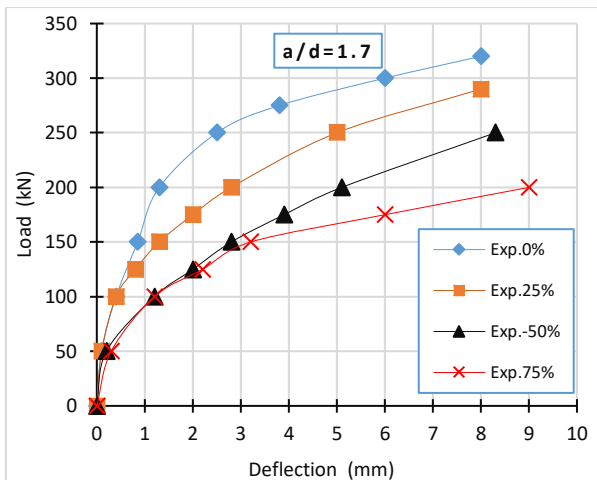 a/d=1.7
Load (kN)
350
300
250
200
150
100
50
0
0 1 2 3 4 5 6 7 8 9 10
Deflection (mm)
Exp.0%
Exp.25%
Exp.-50%
Exp.75%